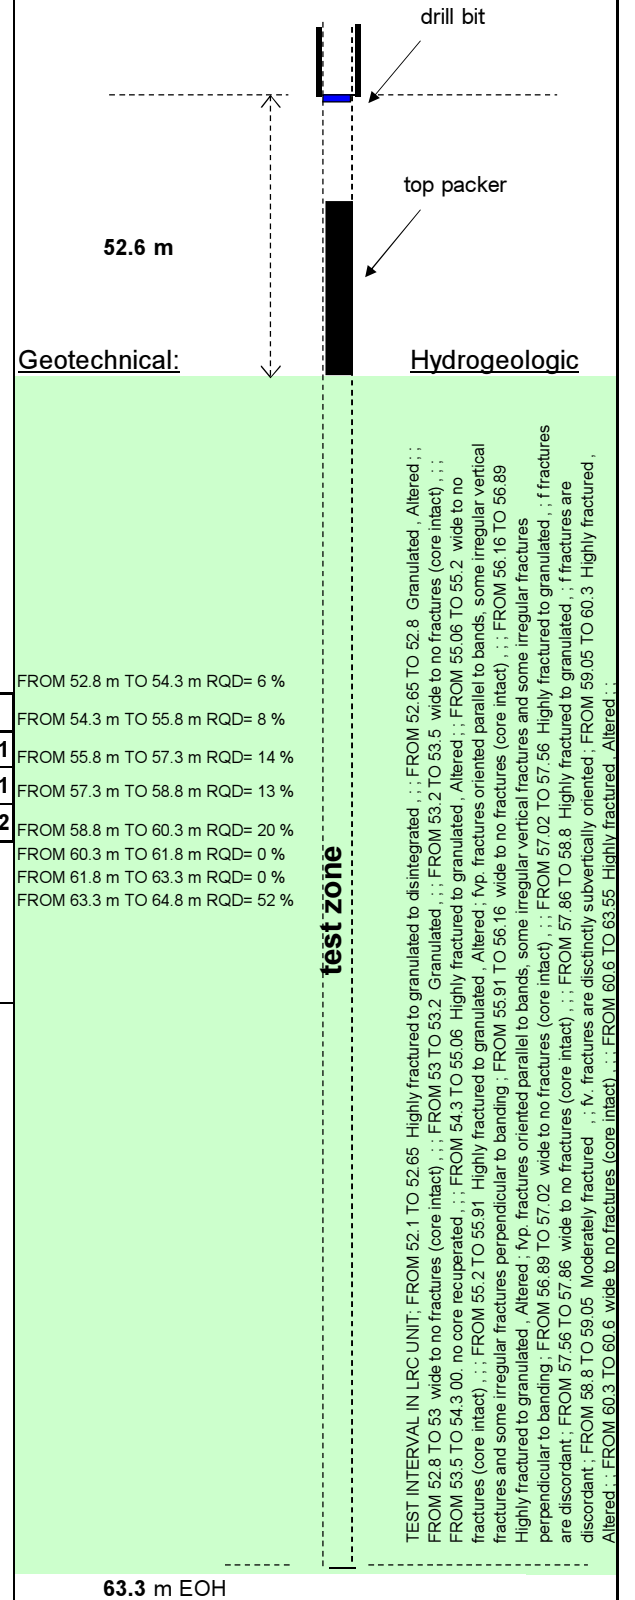 drill bit
top packer
52.6 m
Geotechnical:
Hydrogeologic
FROM 52.8 m TO 54.3 m RQD= 6 %
FROM 54.3 m TO 55.8 m RQD= 8 %
1
FROM 55.8 m TO 57.3 m RQD= 14 %
1
FROM 57.3 m TO 58.8 m RQD= 13 %
2
FROM 58.8 m TO 60.3 m RQD= 20 %
FROM 60.3 m TO 61.8 m RQD= 0 %
FROM 61.8 m TO 63.3 m RQD= 0 %
FROM 63.3 m TO 64.8 m RQD= 52 %
test zone
TEST INTERVAL IN LRC UNIT; FROM 52.1 TO 52.65 Highly fractured to granulated to disintegrated , ; ; FROM 52.65 TO 52.8 Granulated , Altered ; ;
FROM 52.8 TO 53 wide to no fractures (core intact) , ; ; FROM 53 TO 53.2 Granulated , ; ; FROM 53.2 TO 53.5 wide to no fractures (core intact) , ; ;
FROM 53.5 TO 54.3 00. no core recuperated , ; ; FROM 54.3 TO 55.06 Highly fractured to granulated , Altered ; ; FROM 55.06 TO 55.2 wide to no
fractures (core intact) , ; ; FROM 55.2 TO 55.91 Highly fractured to granulated , Altered ; fvp. fractures oriented parallel to bands, some irregular vertical
fractures and some irregular fractures perpendicular to banding ; FROM 55.91 TO 56.16 wide to no fractures (core intact) , ; ; FROM 56.16 TO 56.89
Highly fractured to granulated , Altered ; fvp. fractures oriented parallel to bands, some irregular vertical fractures and some irregular fractures
perpendicular to banding ; FROM 56.89 TO 57.02 wide to no fractures (core intact) , ; ; FROM 57.02 TO 57.56 Highly fractured to granulated , ; f fractures
are discordant ; FROM 57.56 TO 57.86 wide to no fractures (core intact) , ; ; FROM 57.86 TO 58.8 Highly fractured to granulated , ; f fractures are
discordant ; FROM 58.8 TO 59.05 Moderately fractured , ; fv. fractures are disctinctly subvertically oriented ; FROM 59.05 TO 60.3 Highly fractured ,
Altered ; ; FROM 60.3 TO 60.6 wide to no fractures (core intact) , ; ; FROM 60.6 TO 63.55 Highly fractured , Altered ; ;
63.3 m EOH